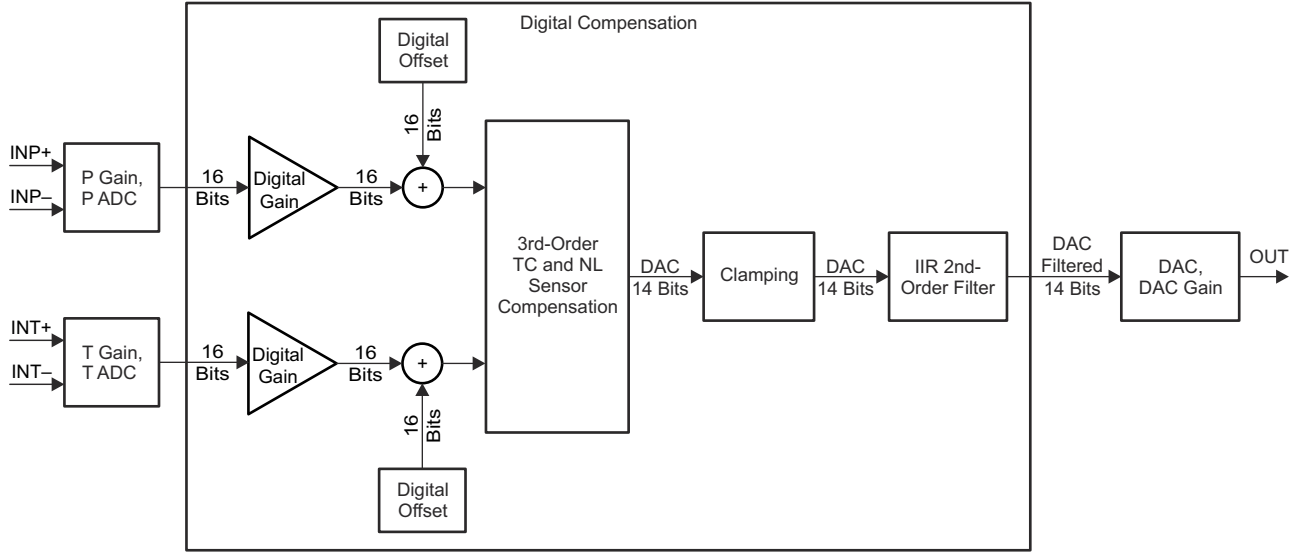 Digital Compensation
Digital
Offset
16
Bits
INP+
INP–
P Gain,
P ADC
16
Bits
Digital
Gain
16
Bits
+
3rd-Order
TC and NL
Sensor
Compensation
DAC
14 Bits
Clamping
DAC
14 Bits
IIR 2nd-
Order Filter
DAC
Filtered
14 Bits
DAC,
DAC Gain
OUT
INT+
INT–
T Gain,
T ADC
16
Bits
Digital
Gain
16
Bits
+
16
Bits
Digital
Offset